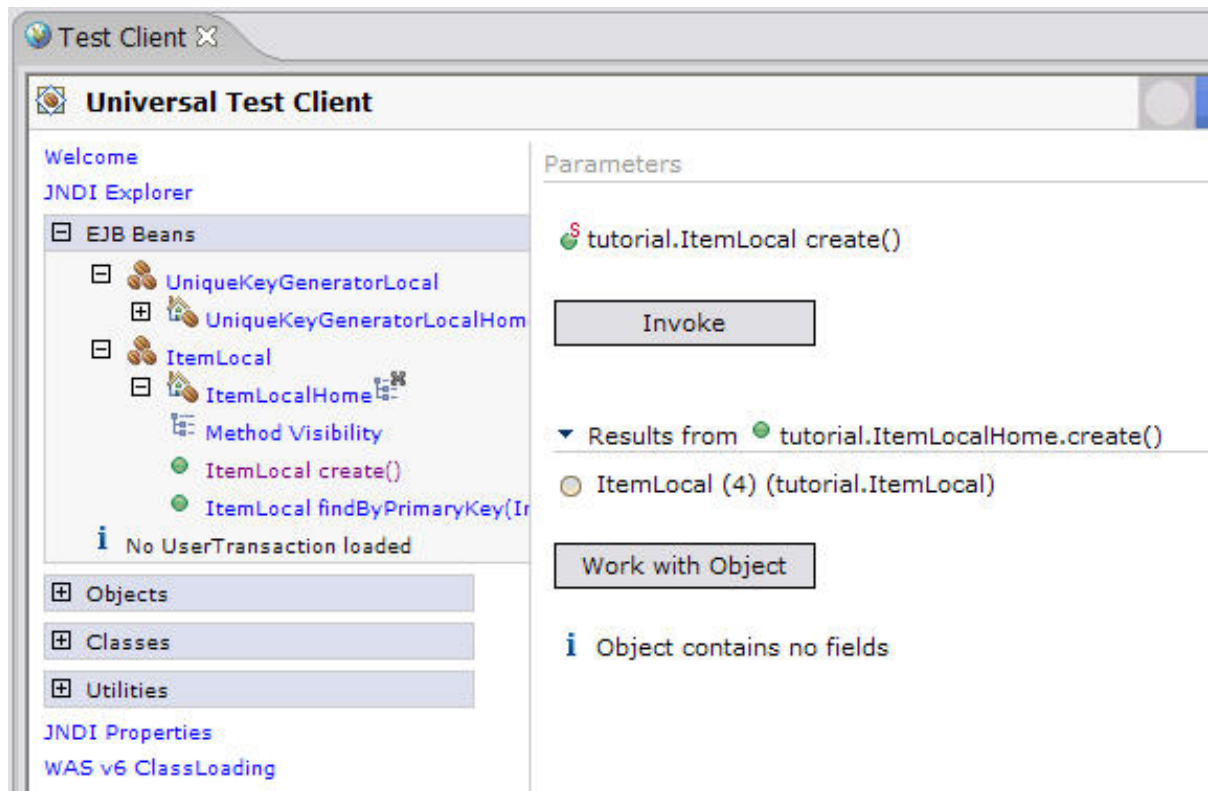 Test Client
Universal Test Client
Welcome
JNDI Explorer
EJB Beans
UniqueKeyGeneratorLocal
UniqueKeyGeneratorLocalHom
ItemLocal
ItemLocalHome
Method Visibility
ItemLocal create()
ItemLocal findByPrimaryKey(In
No UserTransaction loaded
Objects
Classes
Utilities
JNDI Properties
WAS v6 ClassLoading
Parameters
tutorial.ItemLocal create()
Invoke
Results from tutorial.ItemLocalHome.create()
ItemLocal (4) (tutorial.ItemLocal)
Work with Object
Object contains no fields